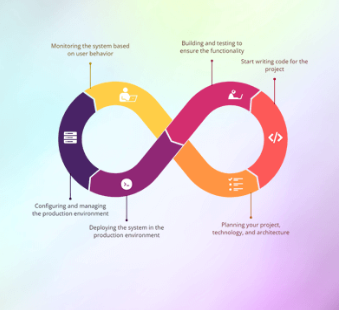 Monitoring the system based
on user behavior
Building and testing to
ensure the functionality
Start writing code for the
project
Configuring and managing
the production environment
Deploying the system in the
production environment
Planning your project,
technology, and architecture